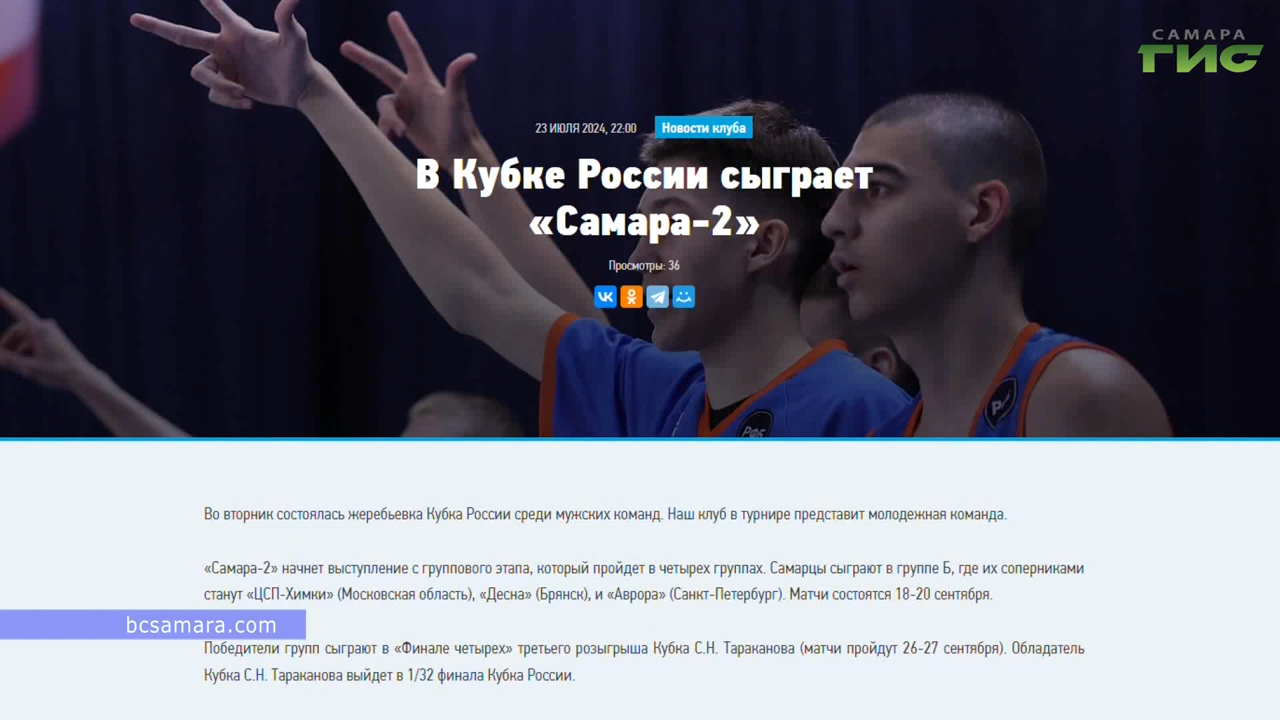 САМАРА
ГИС
23 ИЮЛЯ 2024, 22:00 Новости клуба
В Кубке России сыграет
«Самара-2»
Просмотры: 36
РФБ
Во вторник состоялась жеребьевка Кубка России среди мужских команд. Наш клуб в турнире представит молодежная команда.
«Самара-2» начнет выступление с группового этапа, который пройдет в четырех группах. Самарцы сыграют в группе Б, где их соперниками
станут «ЦСП-Химки» (Московская область), «Десна» (Брянск), и «Аврора» (Санкт-Петербург). Матчи состоятся 18-20 сентября.
bcsamara.com
Победители групп сыграют в «Финале четырех» третьего розыгрыша Кубка С.Н. Тараканова (матчи пройдут 26-27 сентября). Обладатель
Кубка С.Н. Тараканова выйдет в 1/32 финала Кубка России.